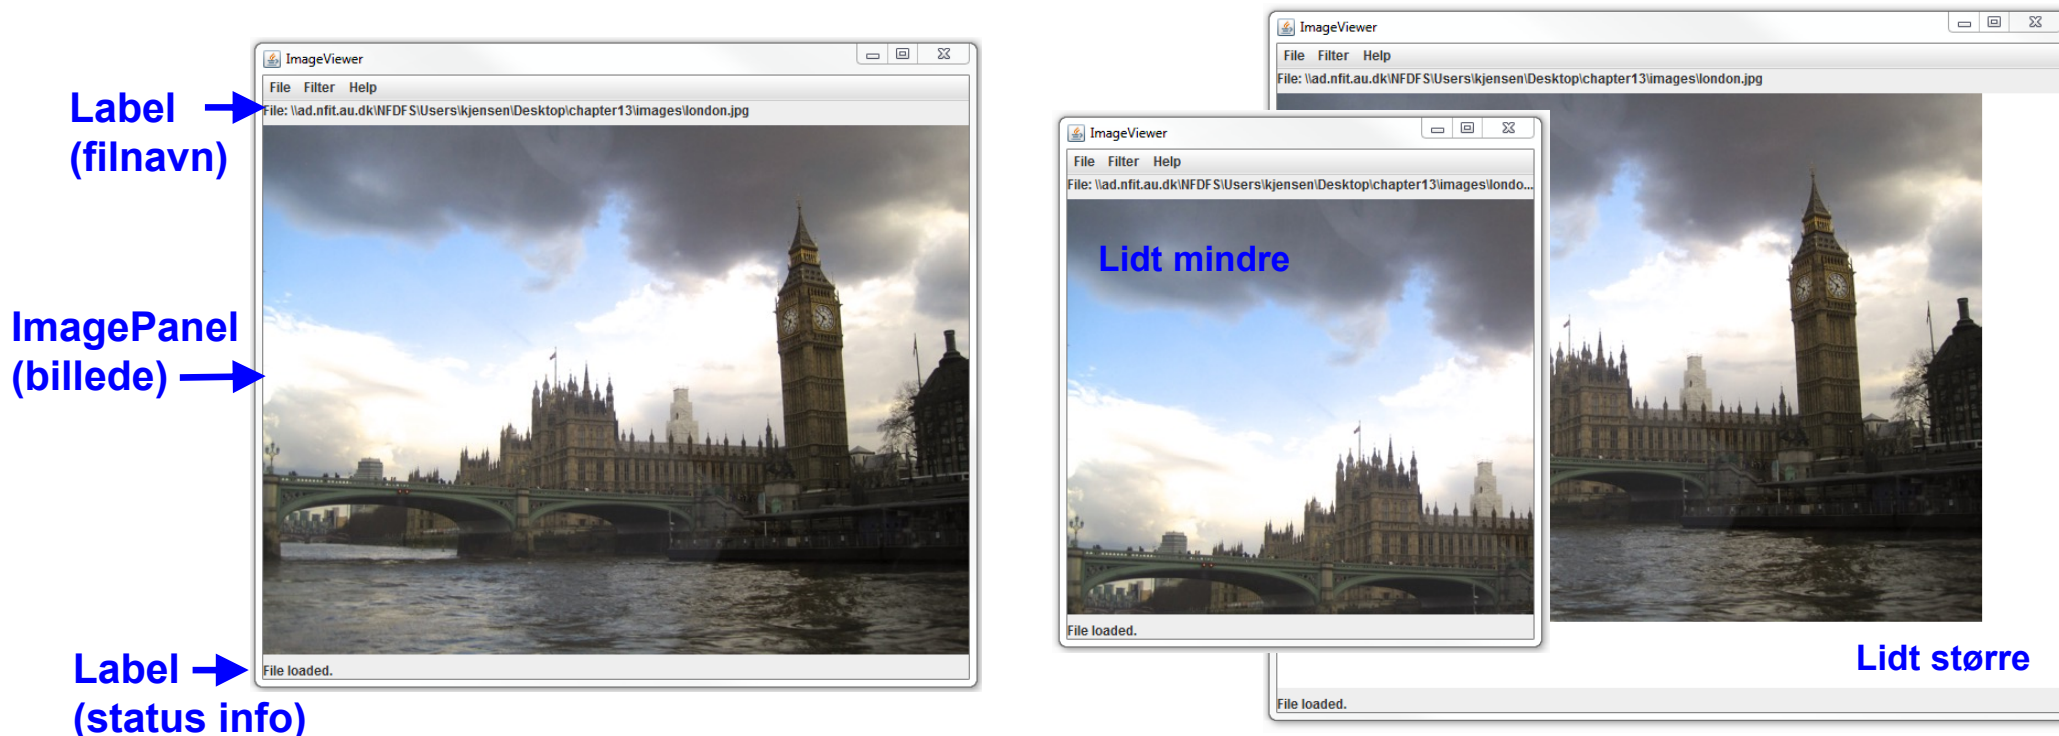 Label
(filnavn)
ImagePanel
(billede)
Label
(status info)
ImageViewer
File Filter Help
File: \\ad.nfit.au.dk\NFDFS\Users\kjensen\Desktop\chapter13\images\london.jpg
File loaded.
ImageViewer
File Filter Help
File: \\ad.nfit.au.dk\NFDFS\Users\kjensen\Desktop\chapter13\images\londo...
Lidt mindre
File loaded.
ImageViewer
File Filter Help
File: \\ad.nfit.au.dk\NFDFS\Users\kjensen\Desktop\chapter13\images\london.jpg
Lidt større
File loaded.